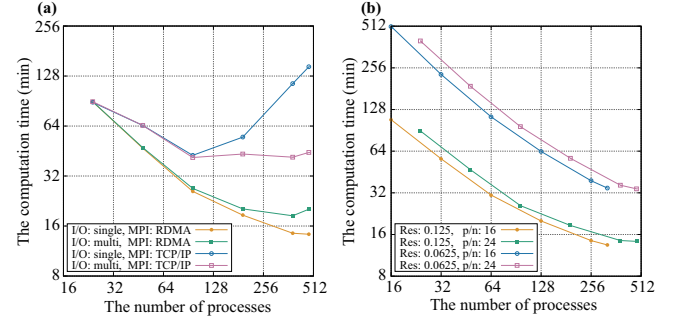 (a)
The computation time (min)
128
64
32
16
8
I/O: single, MPI: RDMA
I/O: multi, MPI: RDMA
I/O: single, MPI: TCP/IP
I/O: multi, MPI: TCP/IP
16 32 64 128 256 512
The number of processes
(b)
The computation time (min)
512
256
128
64
32
16
8
Res: 0.125, p/n: 16
Res: 0.125, p/n: 24
Res: 0.0625, p/n: 16
Res: 0.0625, p/n: 24
16 32 64 128 256 512
The number of processes